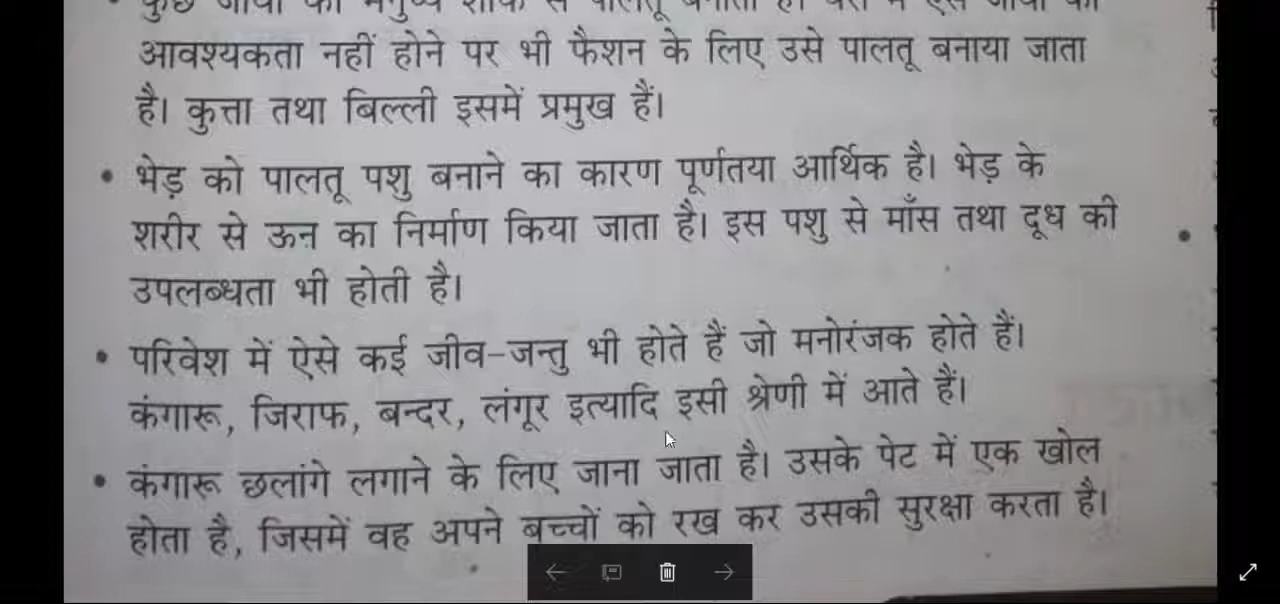 आवश्यकता नहीं होने पर भी फैशन के लिए उसे पालतू बनाया जाता
है। कुत्ता तथा बिल्ली इसमें प्रमुख हैं।
• भेड़ को पालतू पशु बनाने का कारण पूर्णतया आर्थिक है। भेड़ के
शरीर से ऊन का निर्माण किया जाता है। इस पशु से माँस तथा दूध की
उपलब्धता भी होती है।
• परिवेश में ऐसे कई जीव-जन्तु भी होते हैं जो मनोरंजक होते हैं।
कंगारू, जिराफ, बन्दर, लंगूर इत्यादि इसी श्रेणी में आते हैं।
• कंगारू छलांगे लगाने के लिए जाना जाता है। उसके पेट में एक खोल
होता है, जिसमें वह अपने बच्चों को रख कर उसकी सुरक्षा करता है।